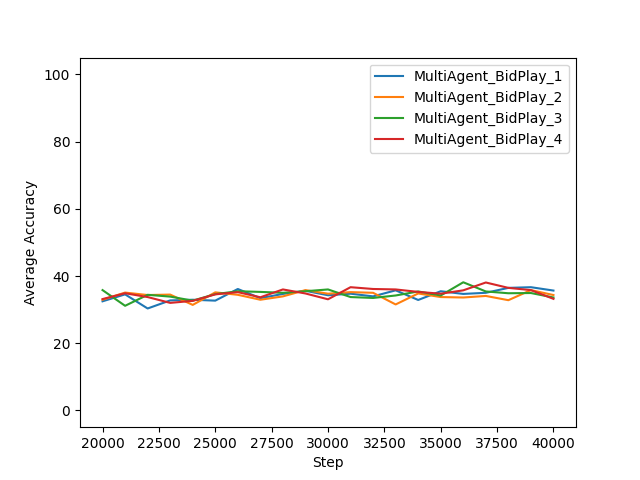 MultiAgent_BidPlay_1
MultiAgent_BidPlay_2
MultiAgent_BidPlay_3
MultiAgent_BidPlay_4
100
80
60
40
20
0
Average Accuracy
20000 22500 25000 27500 30000 32500 35000 37500 40000
Step